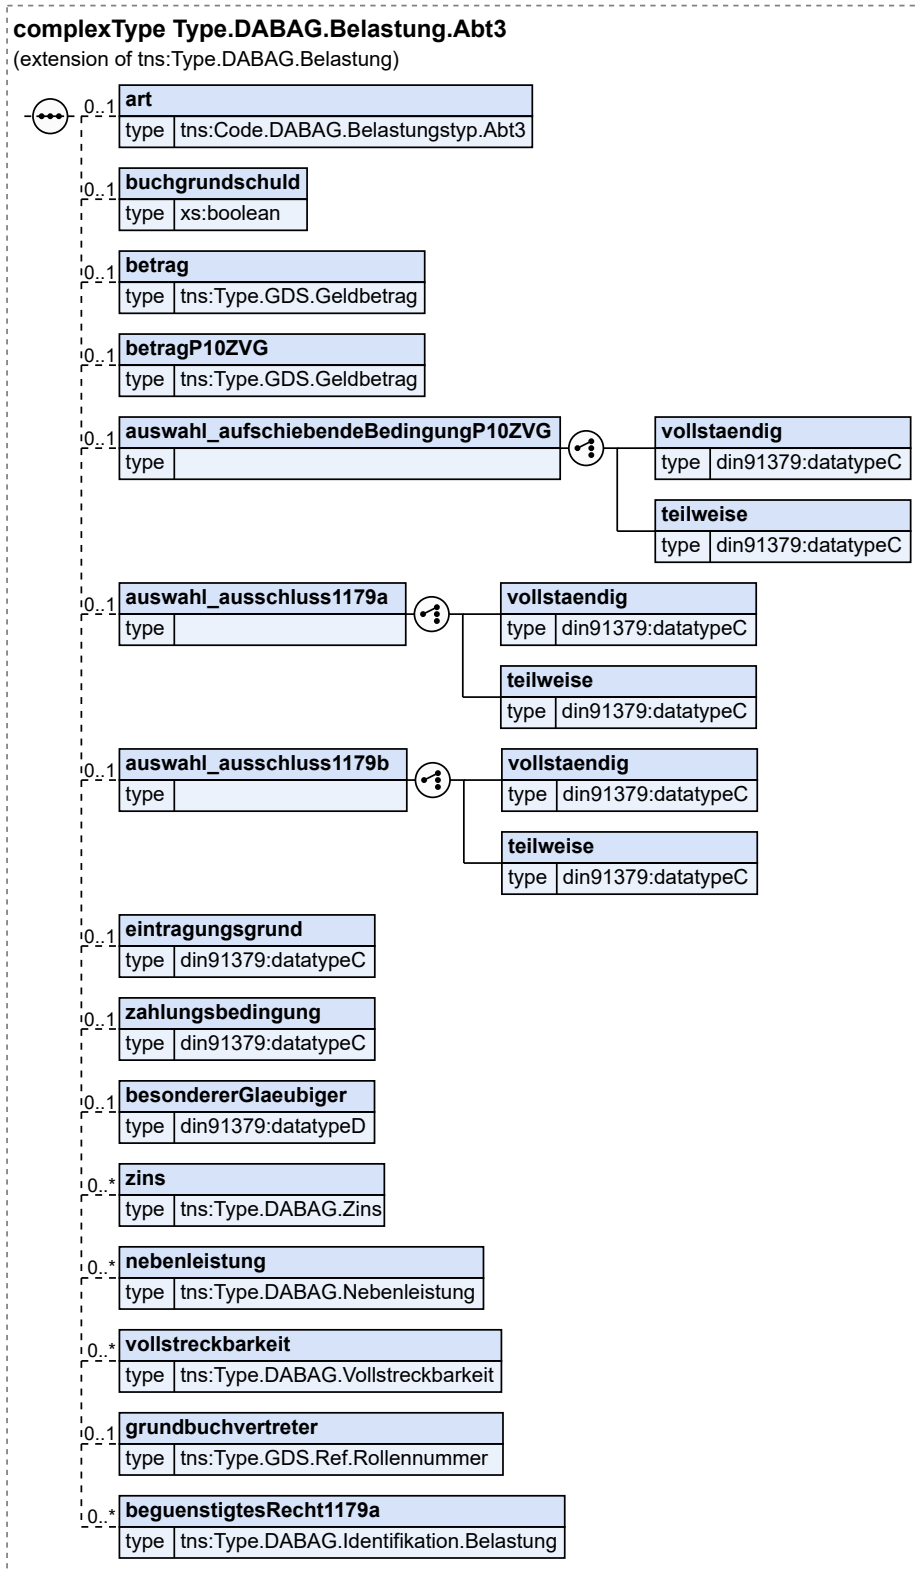 complexType Type.DABAG.Belastung.Abt3
(extension of tns:Type.DABAG.Belastung)
0..1 art
type tns:Code.DABAG.Belastungstyp.Abt3
0..1 buchgrundschuld
type xs:boolean
0..1 betrag
type tns:Type.GDS.Geldbetrag
0..1 betragP10ZVG
type tns:Type.GDS.Geldbetrag
0..1 auswahl_aufschiebendeBedingungP10ZVG
type
vollstaendig
type din91379:datatypeC
teilweise
type din91379:datatypeC
0..1 auswahl_ausschluss1179a
type
vollstaendig
type din91379:datatypeC
teilweise
type din91379:datatypeC
0..1 auswahl_ausschluss1179b
type
vollstaendig
type din91379:datatypeC
teilweise
type din91379:datatypeC
0..1 eintragungsgrund
type din91379:datatypeC
0..1 zahlungsbedingung
type din91379:datatypeC
0..1 besondererGlaeubiger
type din91379:datatypeD
0..* zins
type tns:Type.DABAG.Zins
0..* nebenleistung
type tns:Type.DABAG.Nebenleistung
0..* vollstreckbarkeit
type tns:Type.DABAG.Vollstreckbarkeit
0..1 grundbuchvertreter
type tns:Type.GDS.Ref.Rollennummer
0..* beguenstigtesRecht1179a
type tns:Type.DABAG.Identifikation.Belastung